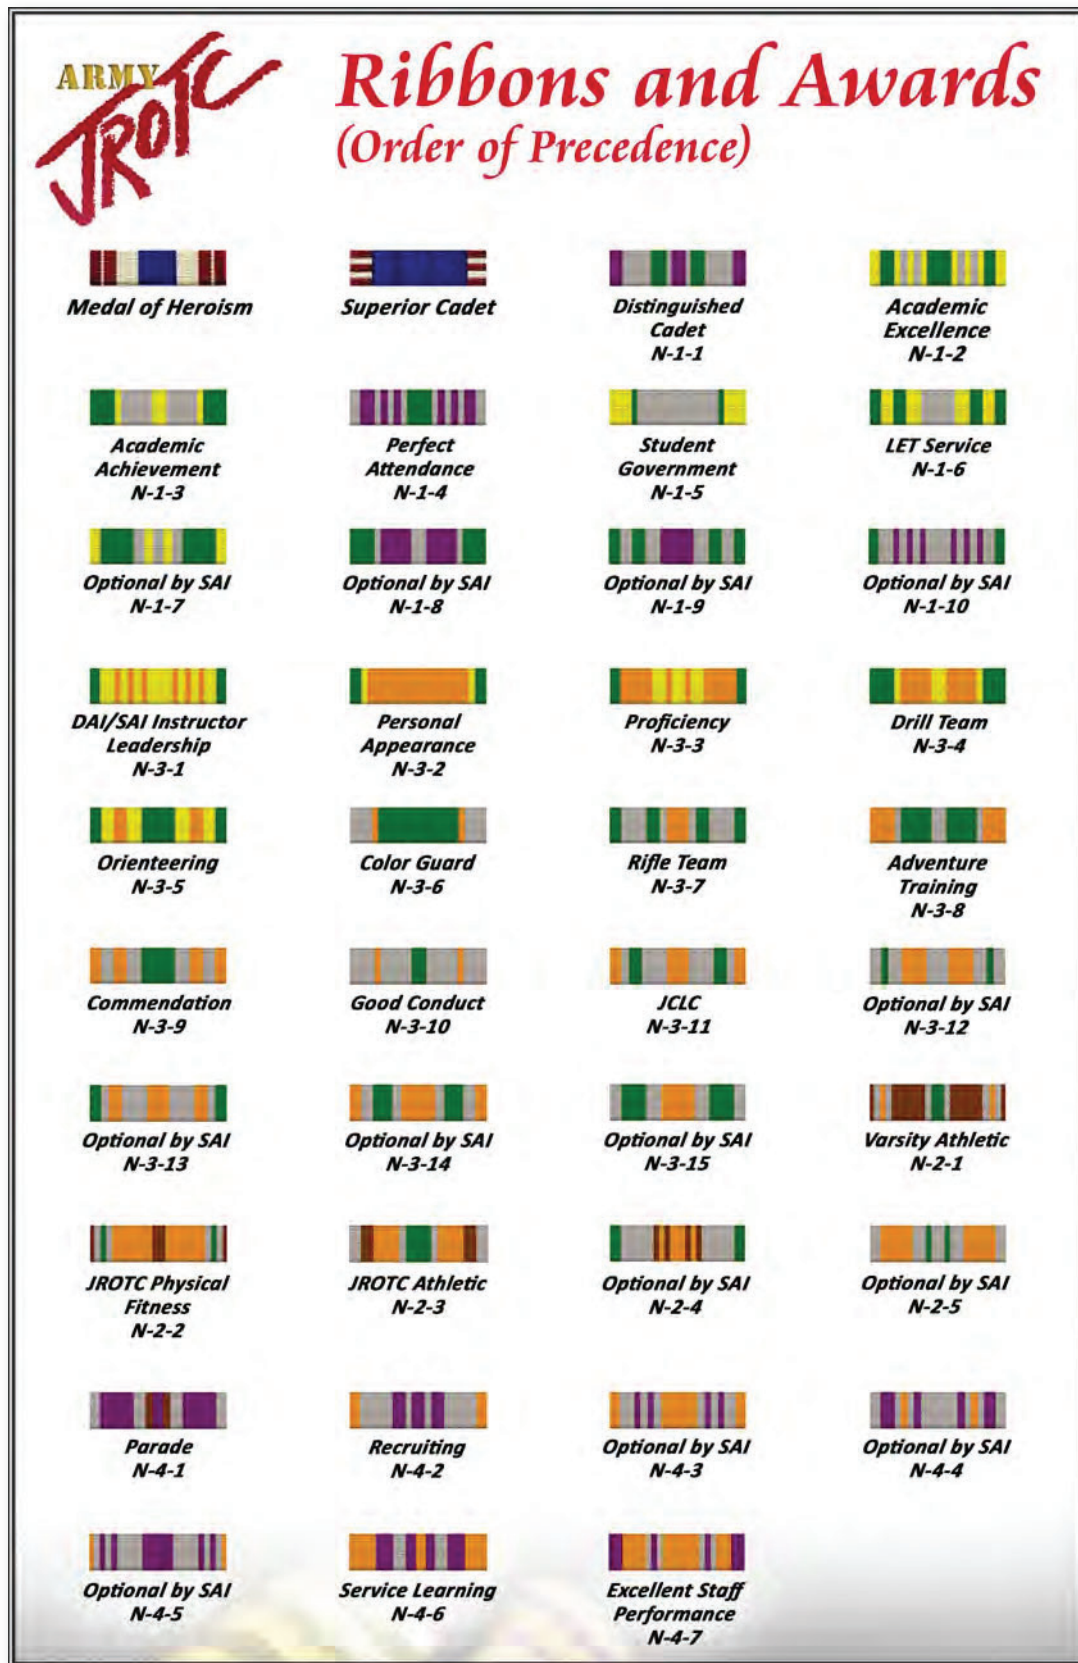 ARMY
JROTC
Ribbons and Awards
(Order of Precedence)
Medal of Heroism
Superior Cadet
Distinguished
Cadet
N-1-1
Academic
Excellence
N-1-2
Academic
Achievement
N-1-3
Perfect
Attendance
N-1-4
Student
Government
N-1-5
LET Service
N-1-6
Optional by SAI
N-1-7
Optional by SAI
N-1-8
Optional by SAI
N-1-9
Optional by SAI
N-1-10
DAI/SAI Instructor
Leadership
N-3-1
Personal
Appearance
N-3-2
Proficiency
N-3-3
Drill Team
N-3-4
Orienteering
N-3-5
Color Guard
N-3-6
Rifle Team
N-3-7
Adventure
Training
N-3-8
Commendation
N-3-9
Good Conduct
N-3-10
JCLC
N-3-11
Optional by SAI
N-3-12
Optional by SAI
N-3-13
Optional by SAI
N-3-14
Optional by SAI
N-3-15
Varsity Athletic
N-2-1
JROTC Physical
Fitness
N-2-2
JROTC Athletic
N-2-3
Optional by SAI
N-2-4
Optional by SAI
N-2-5
Parade
N-4-1
Recruiting
N-4-2
Optional by SAI
N-4-3
Optional by SAI
N-4-4
Optional by SAI
N-4-5
Service Learning
N-4-6
Excellent Staff
Performance
N-4-7